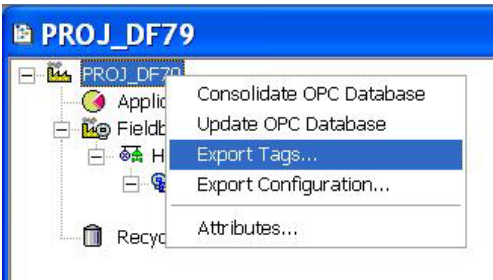 PROJ_DF79
PROJ_DF79
Consolidate OPC Database
Update OPC Database
Export Tags...
Export Configuration...
Attributes...